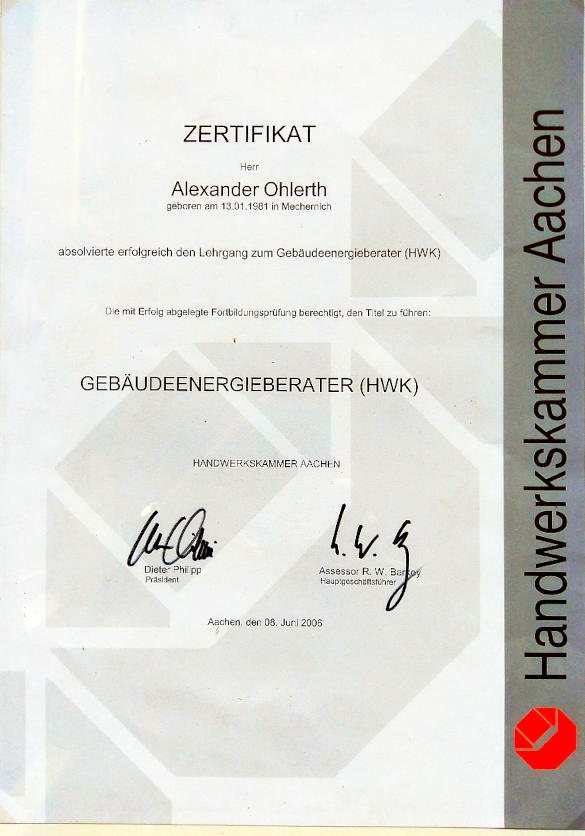 ZERTIFIKAT
Herr
Alexander Ohlerth
geboren am 13.01.1981 in Mechernich
absolvierte erfolgreich den Lehrgang zum Gebäudeenergieberater (HWK)
Die mit Erfolg abgelegte Fortbildungsprüfung berechtigt, den Titel zu führen:
GEBÄUDEENERGIEBERATER (HWK)
HANDWERKSKAMMER AACHEN
Dieter Philipp
Präsident
Assessor R. W.
Hauptgeschäftsführer
Aachen, den 08. Juni
Handwerkskammer Aachen